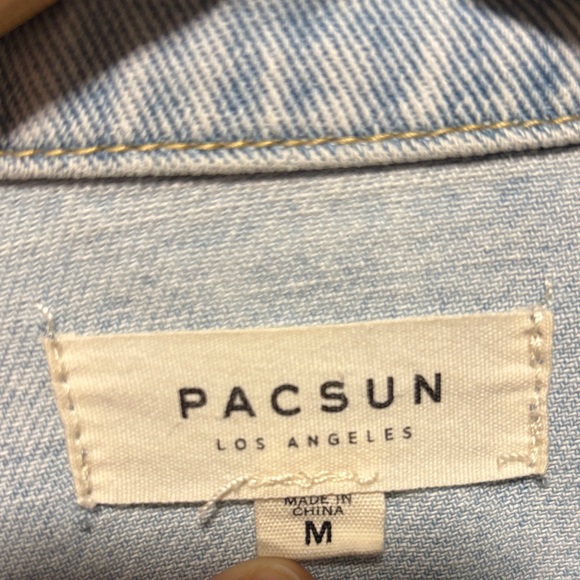 PACSUN
LOS ANGELES
MADE IN
CHINA
M